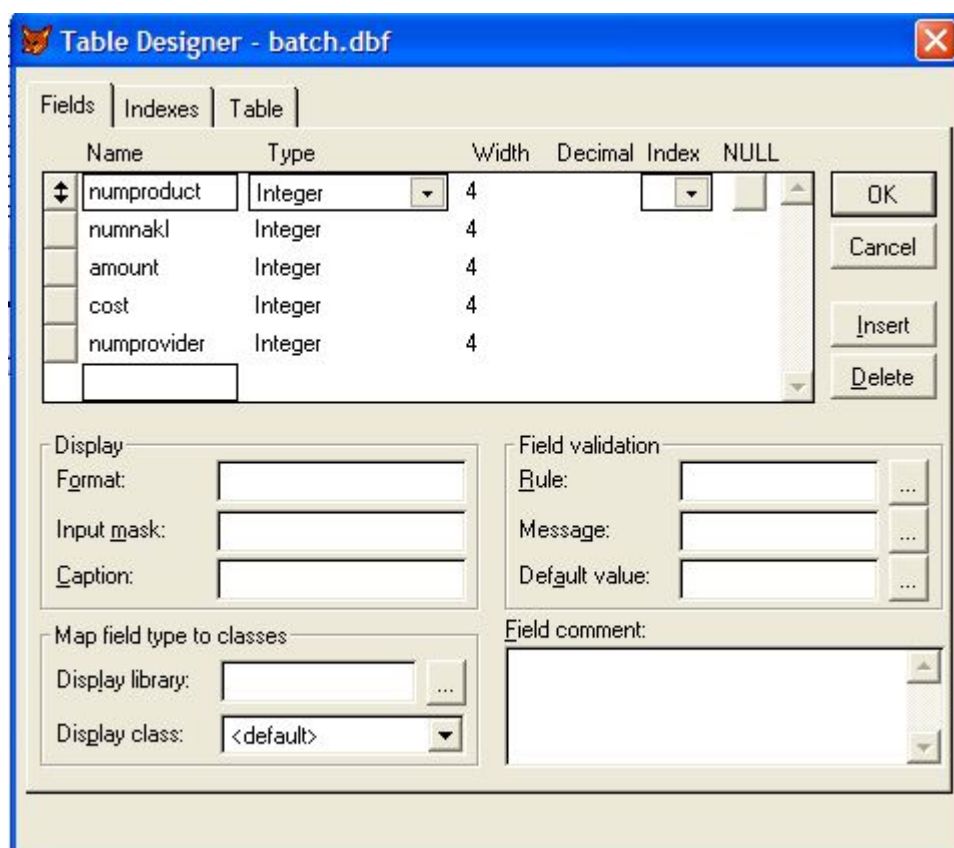 Table Designer - batch.dbf
Fields Indexes Table
Name Type Width Decimal Index NULL
numproduct Integer 4
numnakl Integer 4
amount Integer 4
cost Integer 4
numprovider Integer 4
OK
Cancel
Insert
Delete
Display
Format:
Input mask:
Caption:
Field validation
Rule:
...
Message:
...
Default value:
...
Map field type to classes
Display library:
...
Display class: <default>
Field comment: